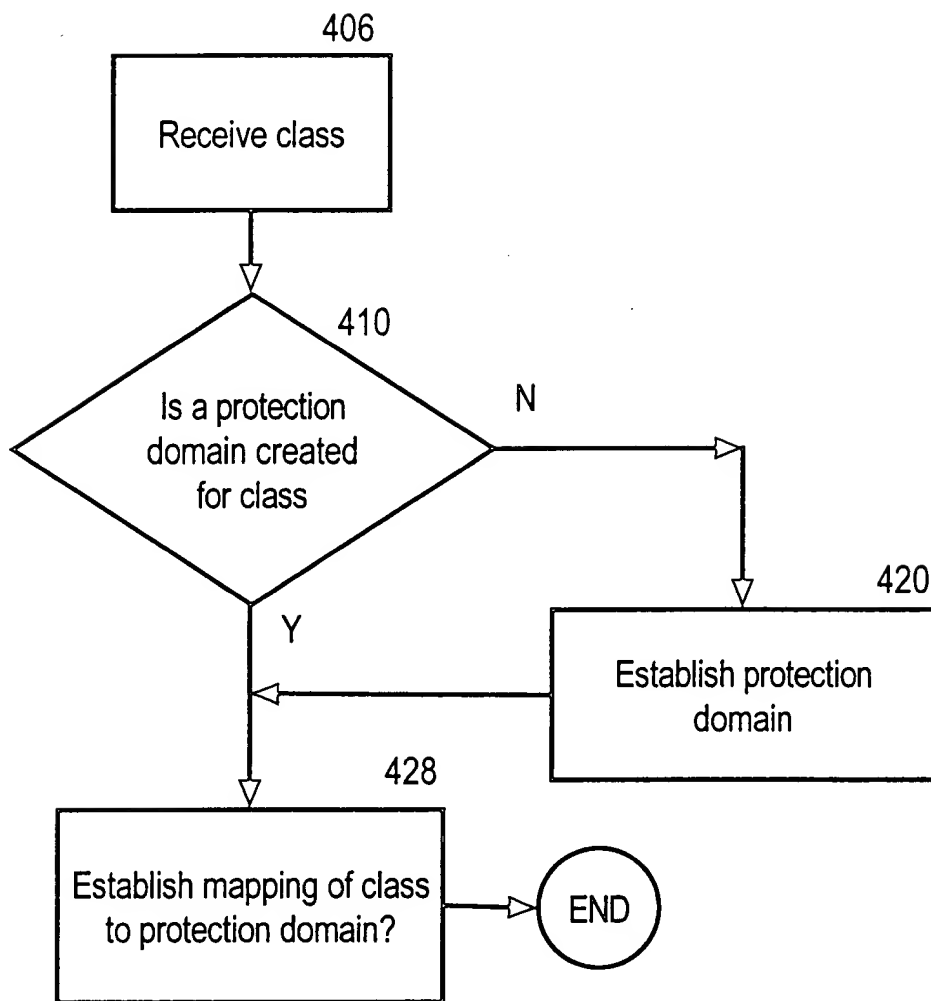 406
Receive class
410
Is a protection
domain created
for class
N
Y
420
Establish protection
domain
428
Establish mapping of class
to protection domain?
END